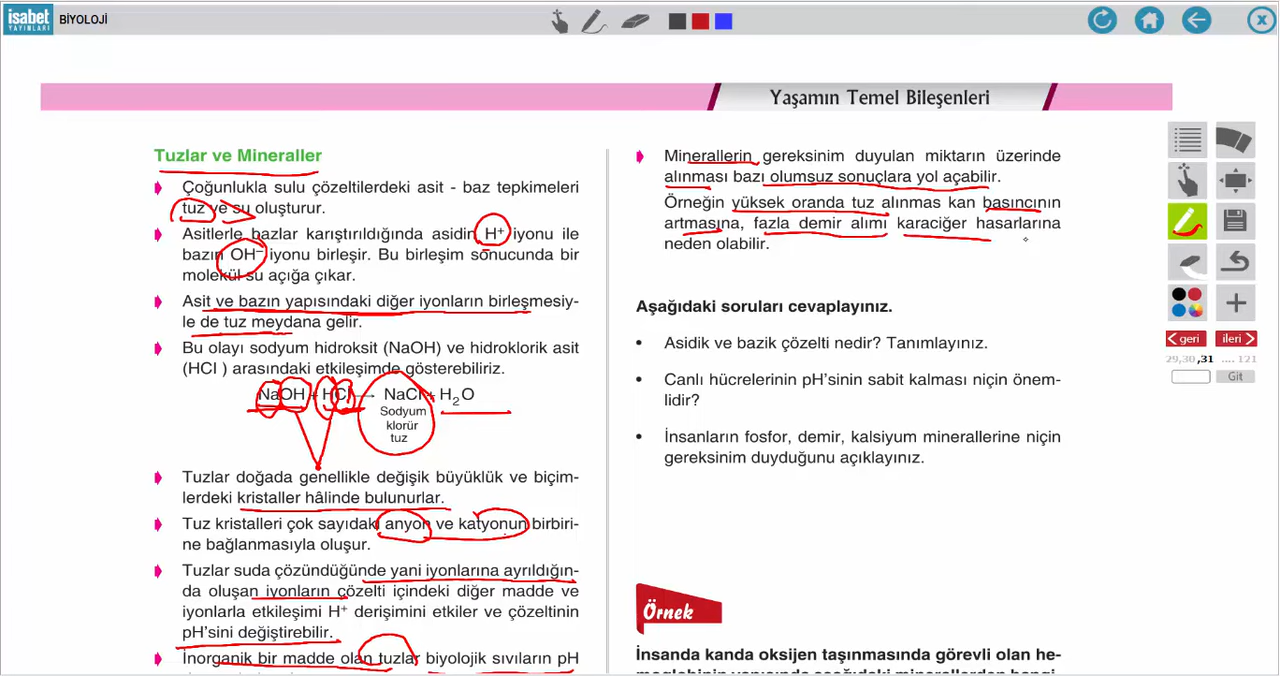 isabet
YAYINLARI
BİYOLOJİ
Yaşamın Temel Bileşenleri
Tuzlar ve Mineraller
Çoğunlukla sulu çözeltilerdeki asit - baz tepkimeleri
tuz ve su oluşturur.
Asitlerle bazlar karıştırıldığında asidin H⁺ iyonu ile
bazın OH⁻ iyonu birleşir. Bu birleşim sonucunda bir
molekül su açığa çıkar.
Asit ve bazın yapısındaki diğer iyonların birleşmesiy-
le de tuz meydana gelir.
Bu olayı sodyum hidroksit (NaOH) ve hidroklorik asit
(HCl ) arasındaki etkileşimde gösterebiliriz.
NaOH + HCl → NaCl + H₂O
Sodyum
klorür
tuz
Tuzlar doğada genellikle değişik büyüklük ve biçim-
lerdeki kristaller hâlinde bulunurlar.
Tuz kristalleri çok sayıdaki anyon ve katyonun birbiri-
ne bağlanmasıyla oluşur.
Tuzlar suda çözündüğünde yani iyonlarına ayrıldığın-
da oluşan iyonların çözelti içindeki diğer madde ve
iyonlarla etkileşimi H⁺ derişimini etkiler ve çözeltinin
pH'sini değiştirebilir.
İnorganik bir madde olan tuzlar biyolojik sıvıların pH
Minerallerin gereksinim duyulan miktarın üzerinde
alınması bazı olumsuz sonuçlara yol açabilir.
Örneğin yüksek oranda tuz alınması kan basıncının
artmasına, fazla demir alımı karaciğer hasarlarına
neden olabilir.
Aşağıdaki soruları cevaplayınız.
• Asidik ve bazik çözelti nedir? Tanımlayınız.
• Canlı hücrelerinin pH'sinin sabit kalması niçin önem-
lidir?
• İnsanların fosfor, demir, kalsiyum minerallerine niçin
gereksinim duyduğunu açıklayınız.
Örnek
İnsanda kanda oksijen taşınmasında görevli olan he-
geri
ileri
29,30 ,31 .... 121
Git